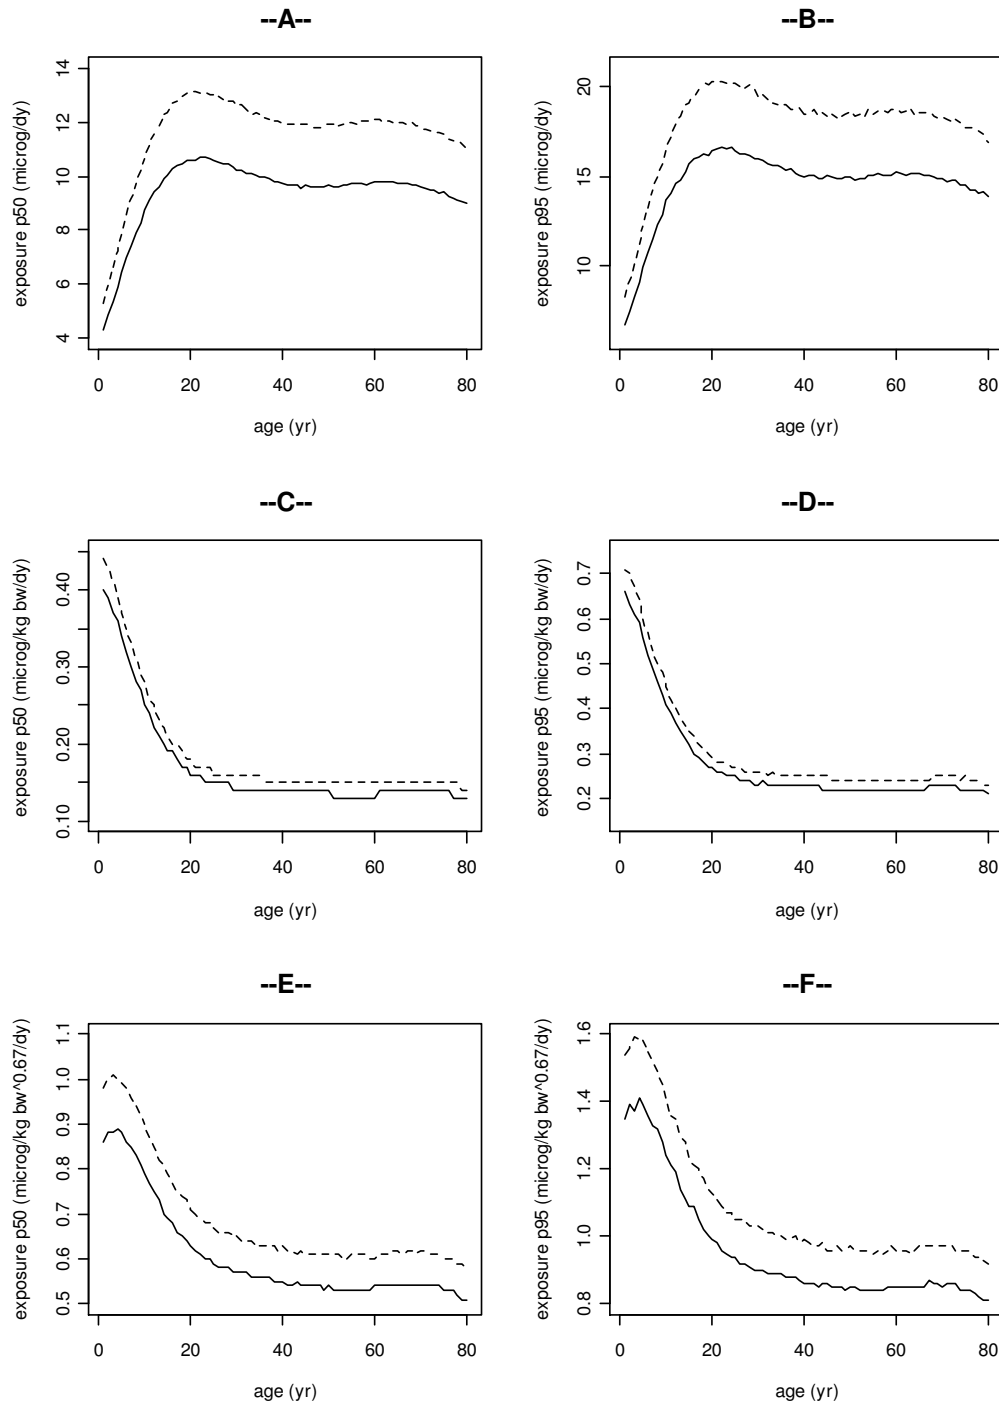 --A--
exposure p50 (microg/dy)
14
12
10
8
6
4
0 20 40 60 80
age (yr)
--B--
exposure p95 (microg/dy)
20
15
10
0 20 40 60 80
age (yr)
--C--
exposure p50 (microg/kg bw/dy)
0.40
0.30
0.20
0.10
0 20 40 60 80
age (yr)
--D--
exposure p95 (microg/kg bw/dy)
0.7
0.6
0.5
0.4
0.3
0.2
0 20 40 60 80
age (yr)
--E--
exposure p50 (microg/kg bw^0.67/dy)
1.1
1.0
0.9
0.8
0.7
0.6
0.5
0 20 40 60 80
age (yr)
--F--
exposure p95 (microg/kg bw^0.67/dy)
1.6
1.4
1.2
1.0
0.8
0 20 40 60 80
age (yr)